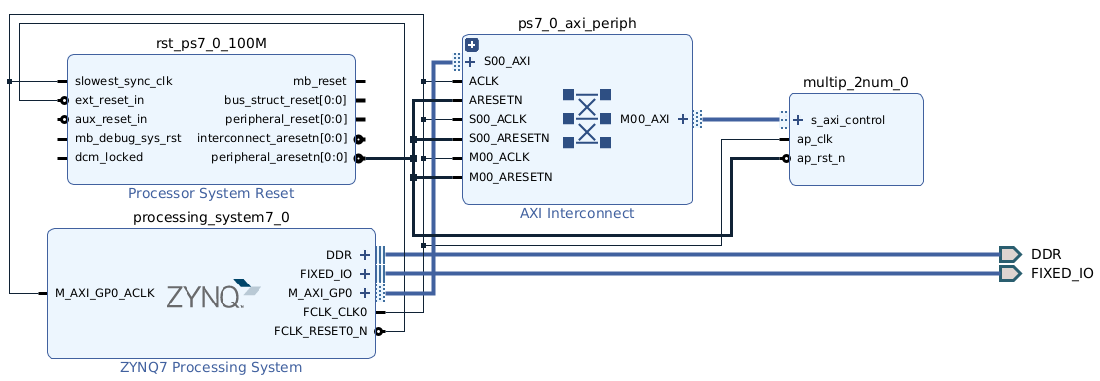 rst_ps7_0_100M
slowest_sync_clk
ext_reset_in
aux_reset_in
mb_debug_sys_rst
dcm_locked
mb_reset
bus_struct_reset[0:0]
peripheral_reset[0:0]
interconnect_aresetn[0:0]
peripheral_aresetn[0:0]
Processor System Reset
processing_system7_0
M_AXI_GP0_ACLK
ZYNQ
DDR
FIXED_IO
M_AXI_GP0
FCLK_CLK0
FCLK_RESET0_N
ZYNQ7 Processing System
ps7_0_axi_periph
S00_AXI
ACLK
ARESETN
S00_ACLK
S00_ARESETN
M00_ACLK
M00_ARESETN
M00_AXI
AXI Interconnect
multip_2num_0
s_axi_control
ap_clk
ap_rst_n
DDR
FIXED_IO